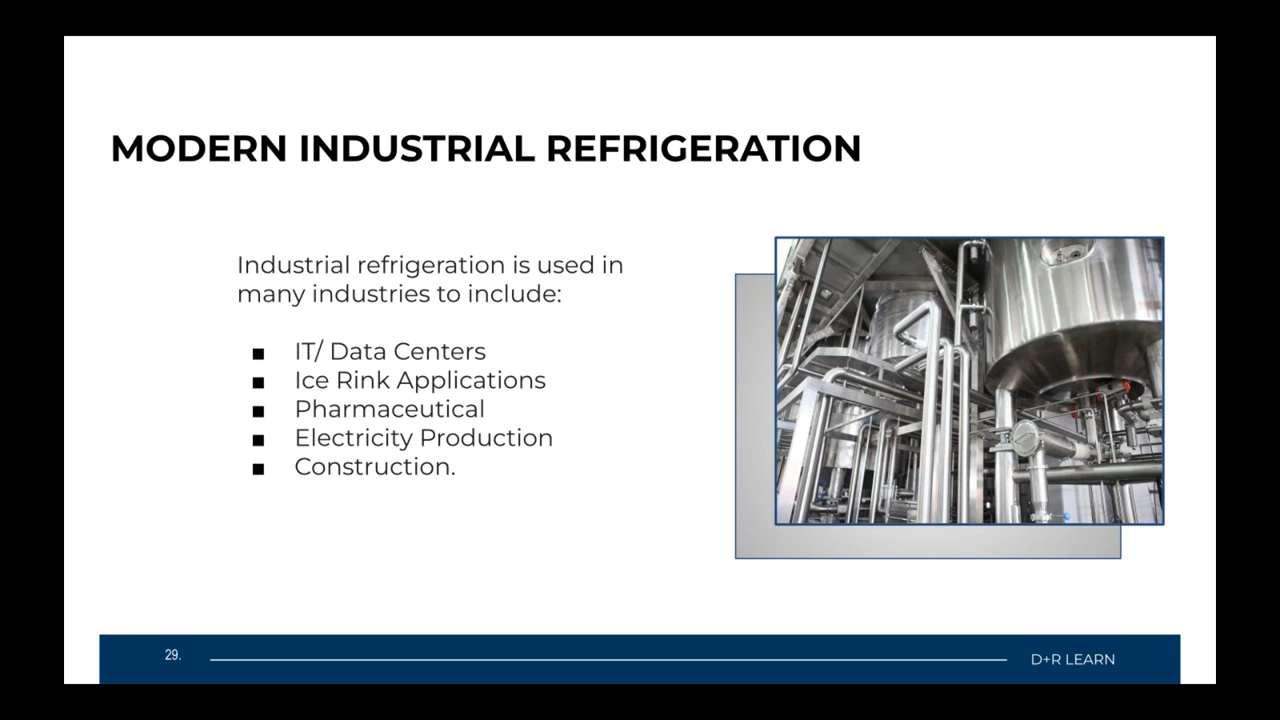 MODERN INDUSTRIAL REFRIGERATION
Industrial refrigeration is used in
many industries to include:
■ IT/ Data Centers
■ Ice Rink Applications
■ Pharmaceutical
■ Electricity Production
■ Construction.
29.
D+R LEARN